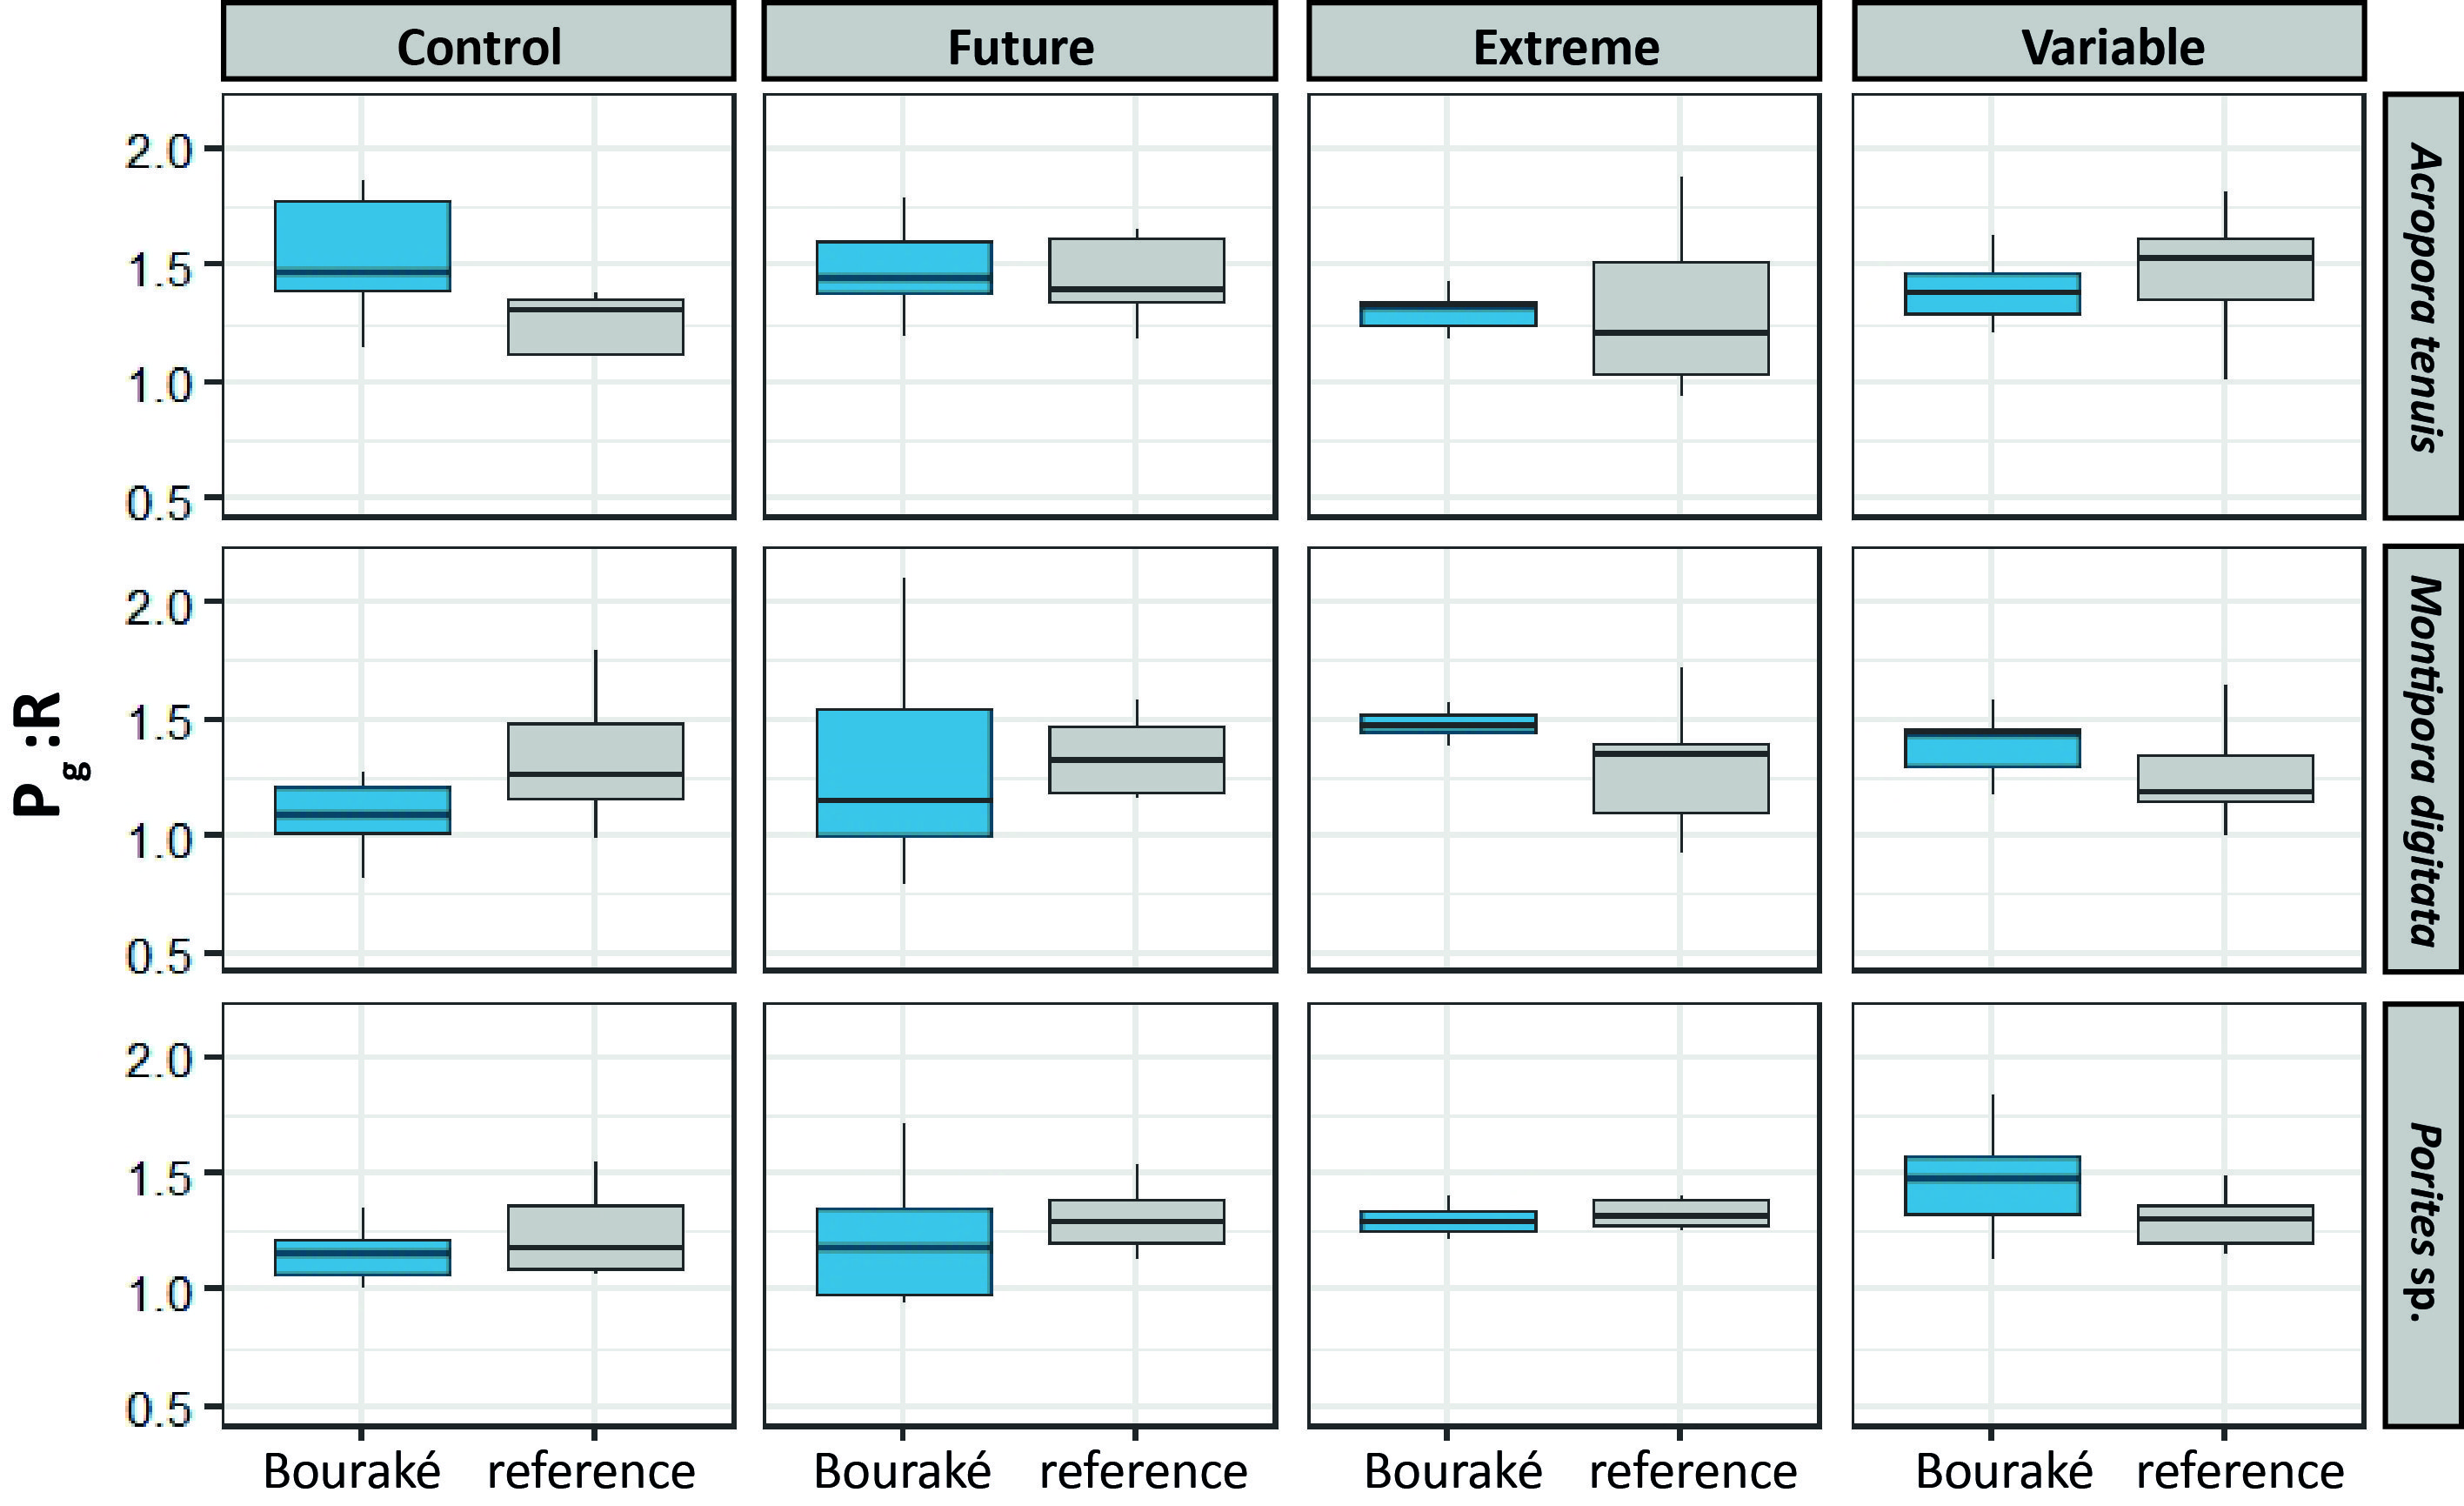 Control Future Extreme Variable
2.0
1.5
1.0
0.5
Acropora tenuis
2.0
1.5
1.0
0.5
Montipora digitata
Pg :R
2.0
1.5
1.0
0.5
Porites sp.
Bouraké reference Bouraké reference Bouraké reference Bouraké reference